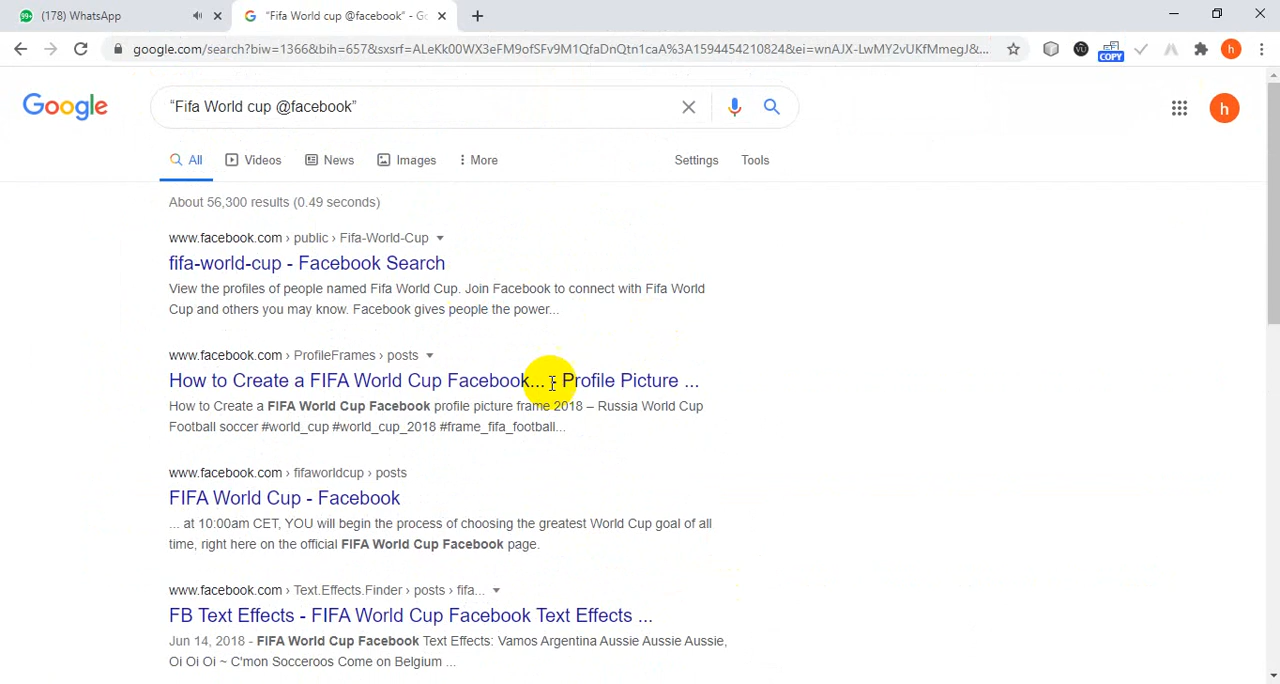 99+ (178) WhatsApp
"Fifa World cup @facebook" - Go
google.com/search?biw=1366&bih=657&sxsrf=ALeKk00WX3eFM9ofSFv9M1QfaDnQtn1caA%3A1594454210824&ei=wnAJX-LwMY2vUKfMmegJ&...
VU
COPY
h
Google
“Fifa World cup @facebook”
h
All
Videos
News
Images
More
Settings
Tools
About 56,300 results (0.49 seconds)
www.facebook.com › public › Fifa-World-Cup
fifa-world-cup - Facebook Search
View the profiles of people named Fifa World Cup. Join Facebook to connect with Fifa World
Cup and others you may know. Facebook gives people the power...
www.facebook.com › ProfileFrames › posts
How to Create a FIFA World Cup Facebook... - Profile Picture ...
How to Create a FIFA World Cup Facebook profile picture frame 2018 – Russia World Cup
Football soccer #world_cup #world_cup_2018 #frame_fifa_football...
www.facebook.com › fifaworldcup › posts
FIFA World Cup - Facebook
... at 10:00am CET, YOU will begin the process of choosing the greatest World Cup goal of all
time, right here on the official FIFA World Cup Facebook page.
www.facebook.com › Text.Effects.Finder › posts › fifa...
FB Text Effects - FIFA World Cup Facebook Text Effects ...
Jun 14, 2018 - FIFA World Cup Facebook Text Effects: Vamos Argentina Aussie Aussie Aussie,
Oi Oi Oi ~ C'mon Socceroos Come on Belgium ...